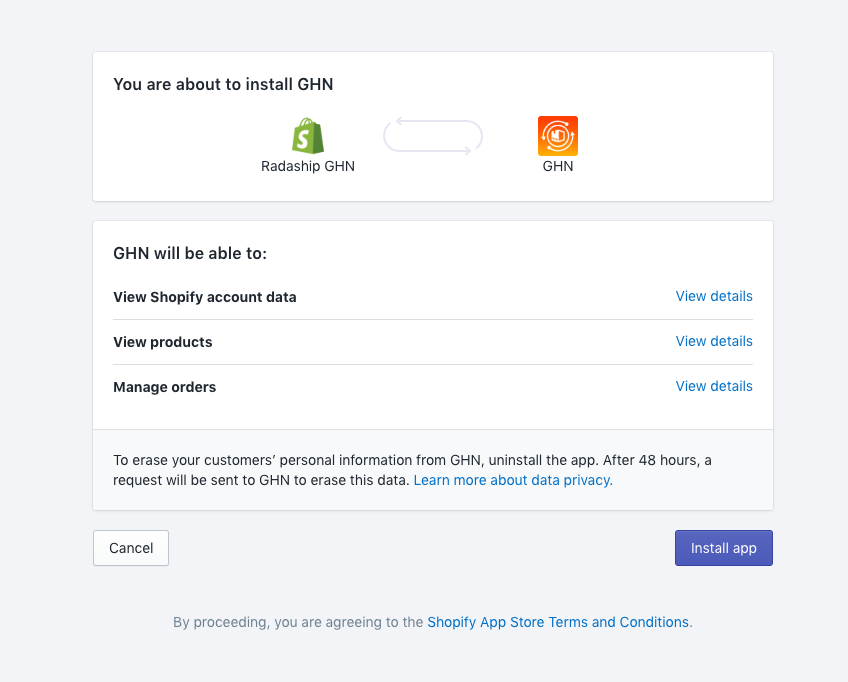 You are about to install GHN
Radaship GHN
GHN
GHN will be able to:
View Shopify account data
View details
View products
View details
Manage orders
View details
To erase your customers’ personal information from GHN, uninstall the app. After 48 hours, a
request will be sent to GHN to erase this data. Learn more about data privacy.
Cancel
Install app
By proceeding, you are agreeing to the Shopify App Store Terms and Conditions.